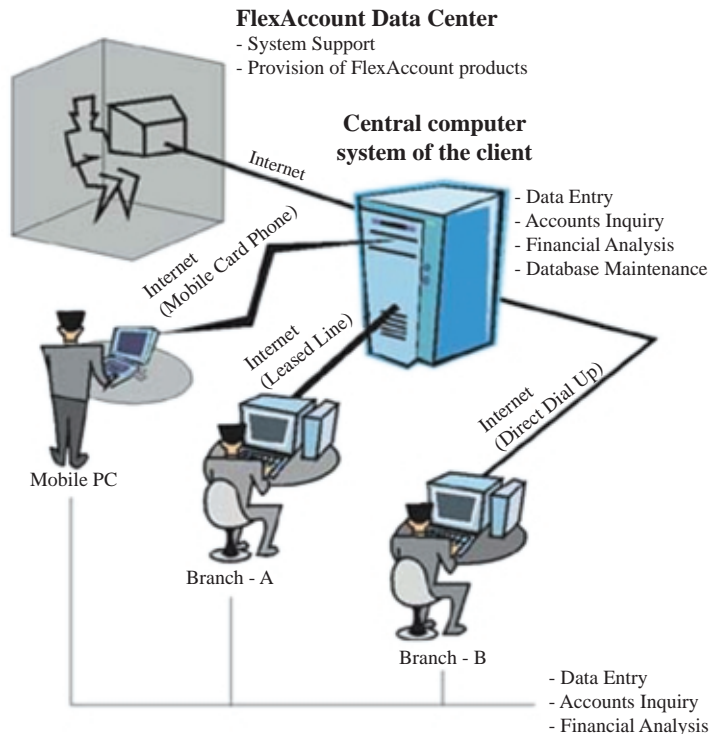 FlexAccount Data Center
- System Support
- Provision of FlexAccount products
Central computer
system of the client
Internet
- Data Entry
- Accounts Inquiry
- Financial Analysis
- Database Maintenance
Internet
(Mobile Card Phone)
Internet
(Leased Line)
Internet
(Direct Dial Up)
Mobile PC
Branch - A
Branch - B
- Data Entry
- Accounts Inquiry
- Financial Analysis